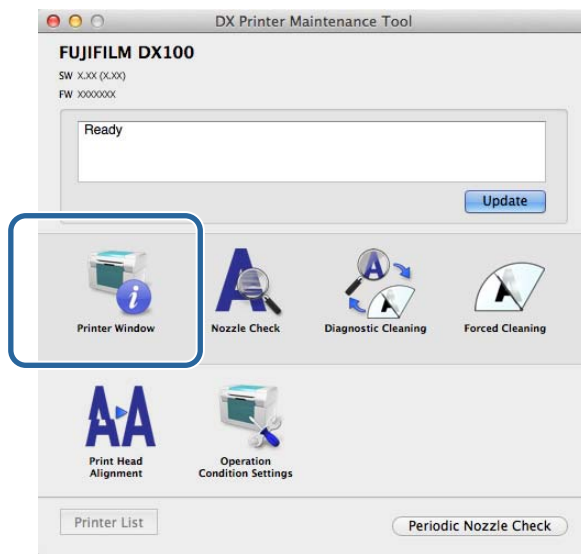 DX Printer Maintenance Tool
FUJIFILM DX100
SW X.XX (X.XX)
FW XXXXXXX
Ready
Update
Printer Window
Nozzle Check
Diagnostic Cleaning
Forced Cleaning
Print Head
Alignment
Operation
Condition Settings
Printer List
Periodic Nozzle Check